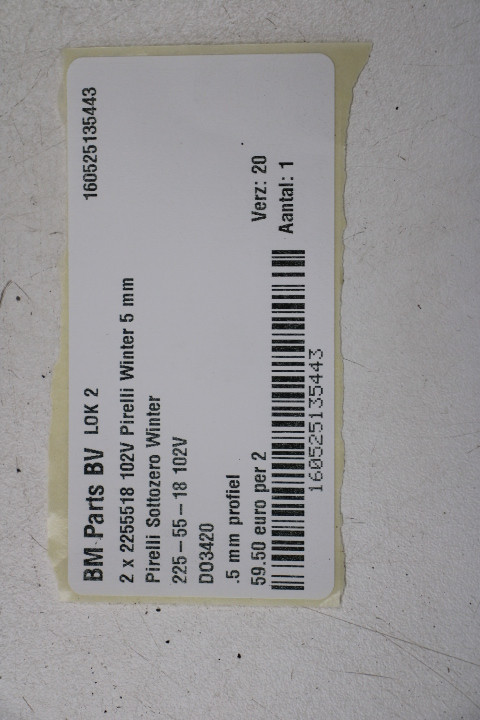 160525135443
BM Parts BV LOK 2
2 x 2255518 102V Pirelli Winter 5 mm
Pirelli Sottozero Winter
225-55-18 102V
DO3420
.5 mm profiel
59.50 euro per 2
Verz: 20
Aantal: 1
160525135443